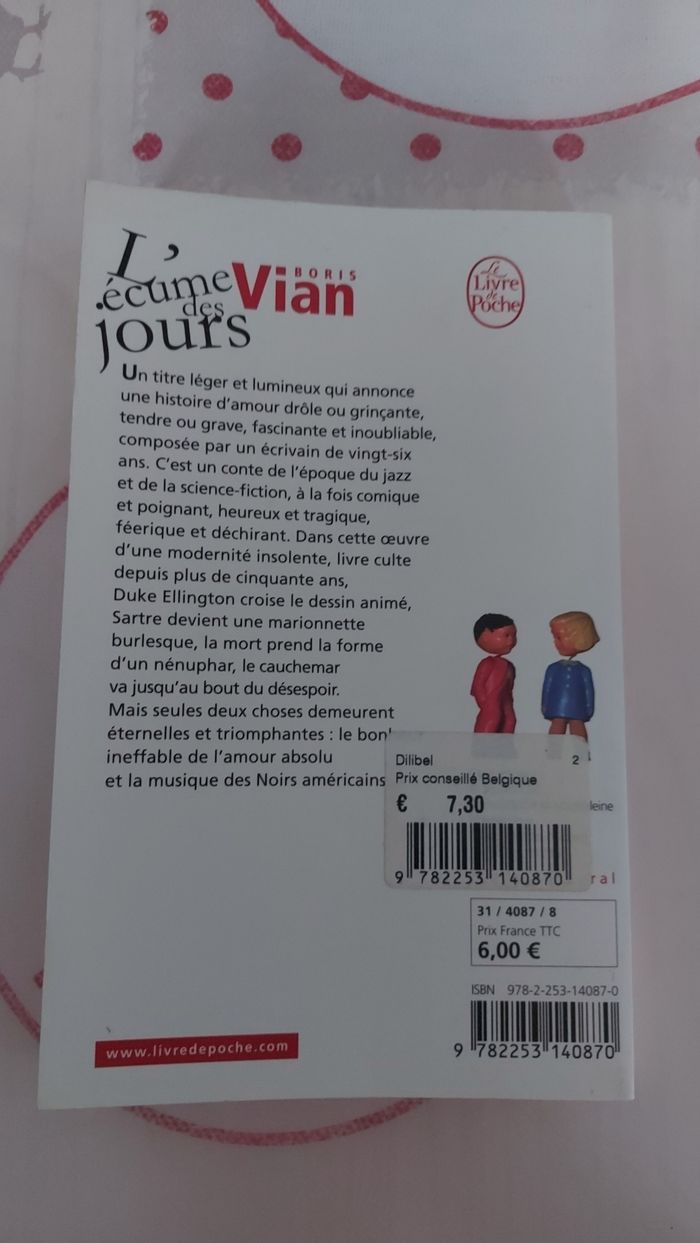 L'
écume
des
jours
BORIS
Vian
Le
Livre
de
Poche
Un titre léger et lumineux qui annonce
une histoire d'amour drôle ou grinçante,
tendre ou grave, fascinante et inoubliable,
composée par un écrivain de vingt-six
ans. C'est un conte de l'époque du jazz
et de la science-fiction, à la fois comique
et poignant, heureux et tragique,
féerique et déchirant. Dans cette œuvre
d'une modernité insolente, livre culte
depuis plus de cinquante ans,
Duke Ellington croise le dessin animé,
Sartre devient une marionnette
burlesque, la mort prend la forme
d'un nénuphar, le cauchemar
va jusqu'au bout du désespoir.
Mais seules deux choses demeurent
éternelles et triomphantes : le bon
ineffable de l'amour absolu
et la musique des Noirs américains
Dilibel 2
Prix conseillé Belgique
€ 7,30
9 782253 140870
leine
ral
31 / 4087 / 8
Prix France TTC
6,00 €
ISBN 978-2-253-14087-0
9 782253 140870
www.livredepoche.com